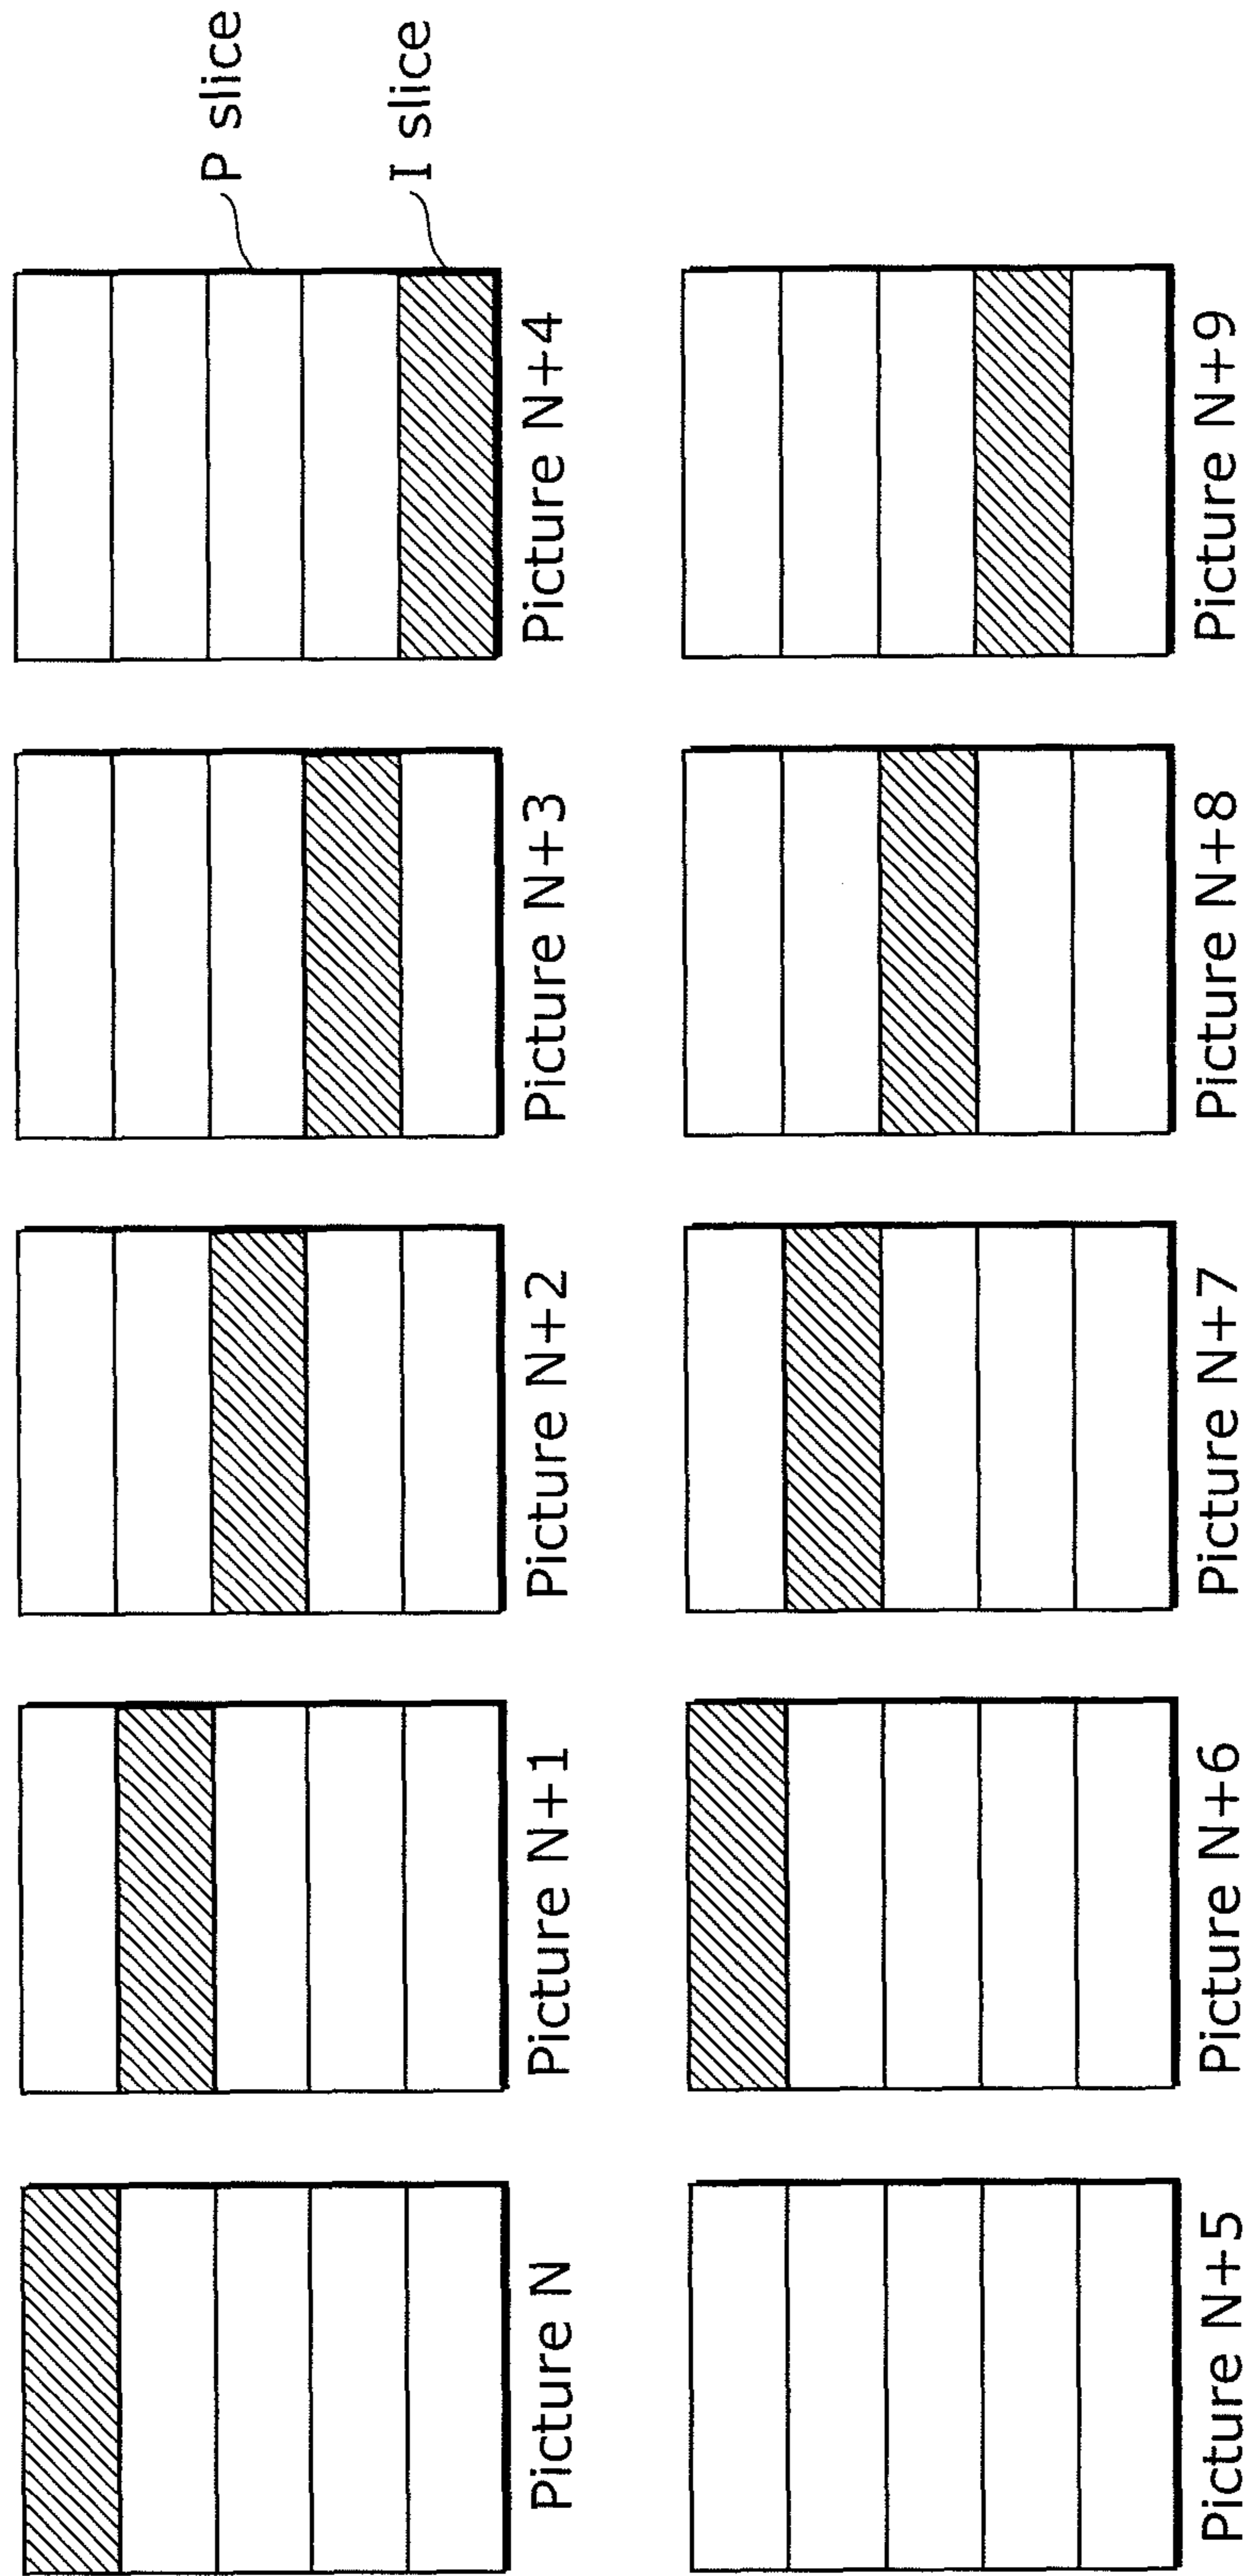 P slice
I slice
Picture N
Picture N+1
Picture N+2
Picture N+3
Picture N+4
Picture N+5
Picture N+6
Picture N+7
Picture N+8
Picture N+9